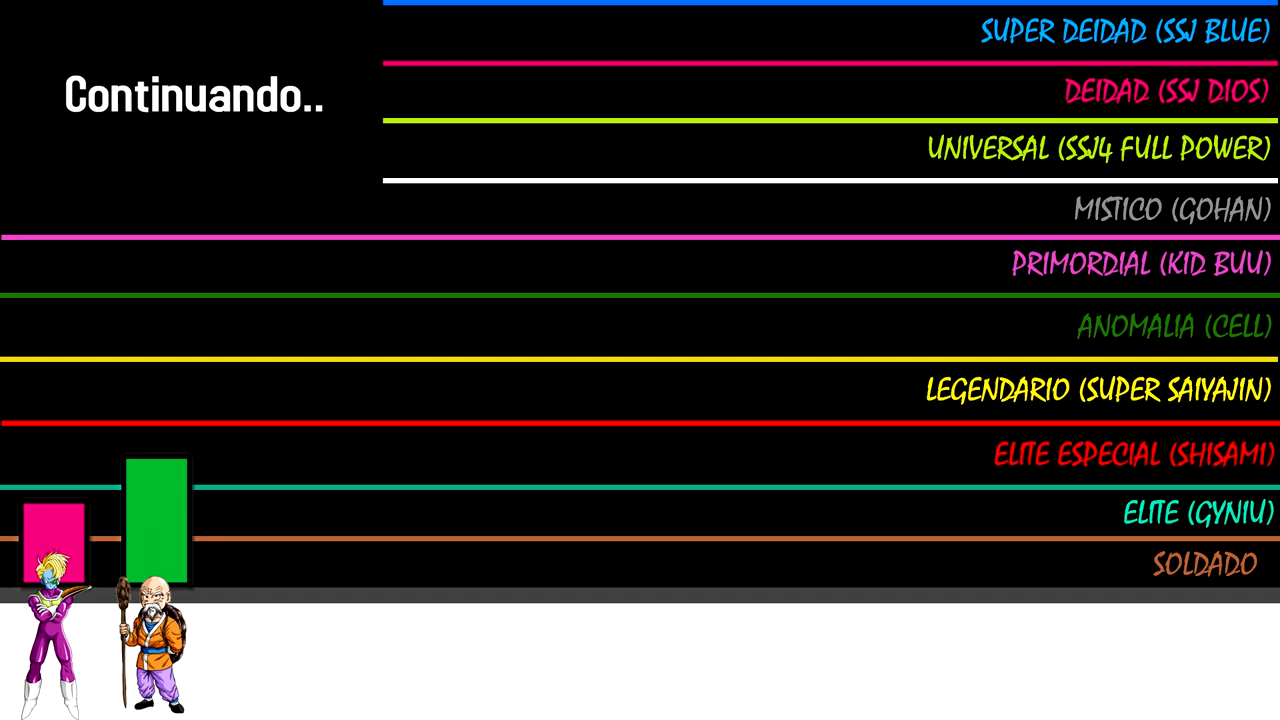 SUPER DEIDAD (SSJ BLUE)
Continuando..
DEIDAD (SSJ DIOS)
UNIVERSAL (SSJ4 FULL POWER)
MISTICO (GOHAN)
PRIMORDIAL (KID BUU)
ANOMALIA (CELL)
LEGENDARIO (SUPER SAIYAJIN)
ELITE ESPECIAL (SHISAMI)
ELITE (GYNIU)
SOLDADO